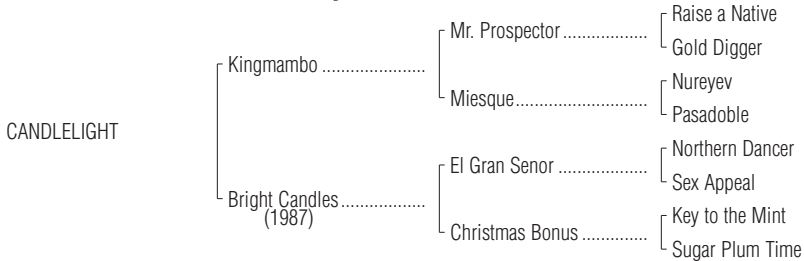 Raise a Native
Mr. Prospector ..................
Gold Digger
Kingmambo ......................
Nureyev
Miesque............................
Pasadoble
CANDLELIGHT
Northern Dancer
El Gran Senor ...................
Sex Appeal
Bright Candles..................
(1987)
Key to the Mint
Christmas Bonus ..............
Sugar Plum Time